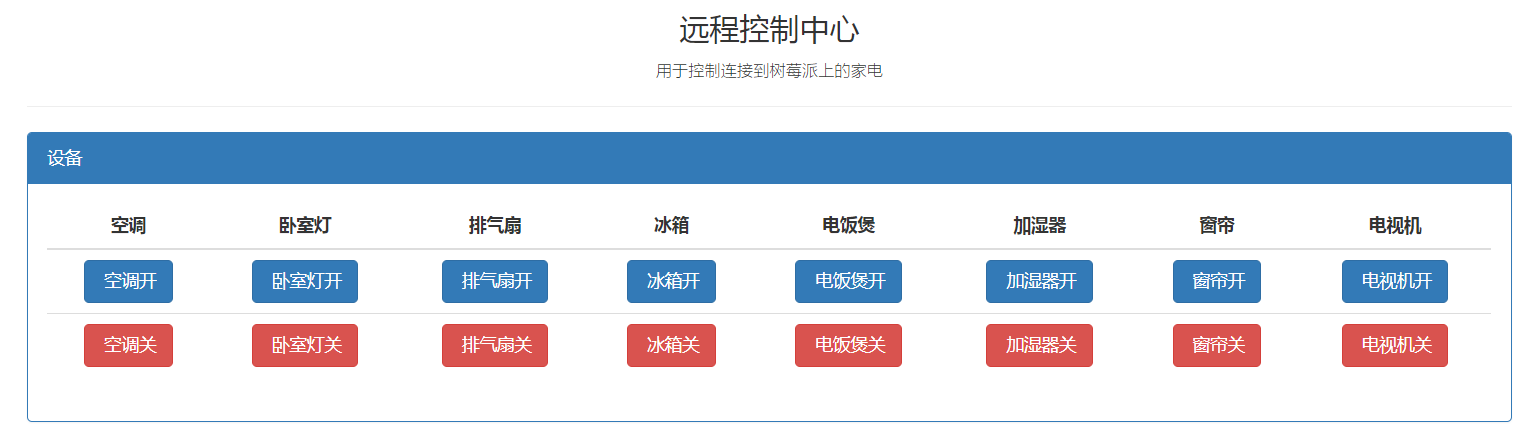 远程控制中心
用于控制连接到树莓派上的家电
设备
空调 卧室灯 排气扇 冰箱 电饭煲 加湿器 窗帘 电视机
空调开 卧室灯开 排气扇开 冰箱开 电饭煲开 加湿器开 窗帘开 电视机开
空调关 卧室灯关 排气扇关 冰箱关 电饭煲关 加湿器关 窗帘关 电视机关